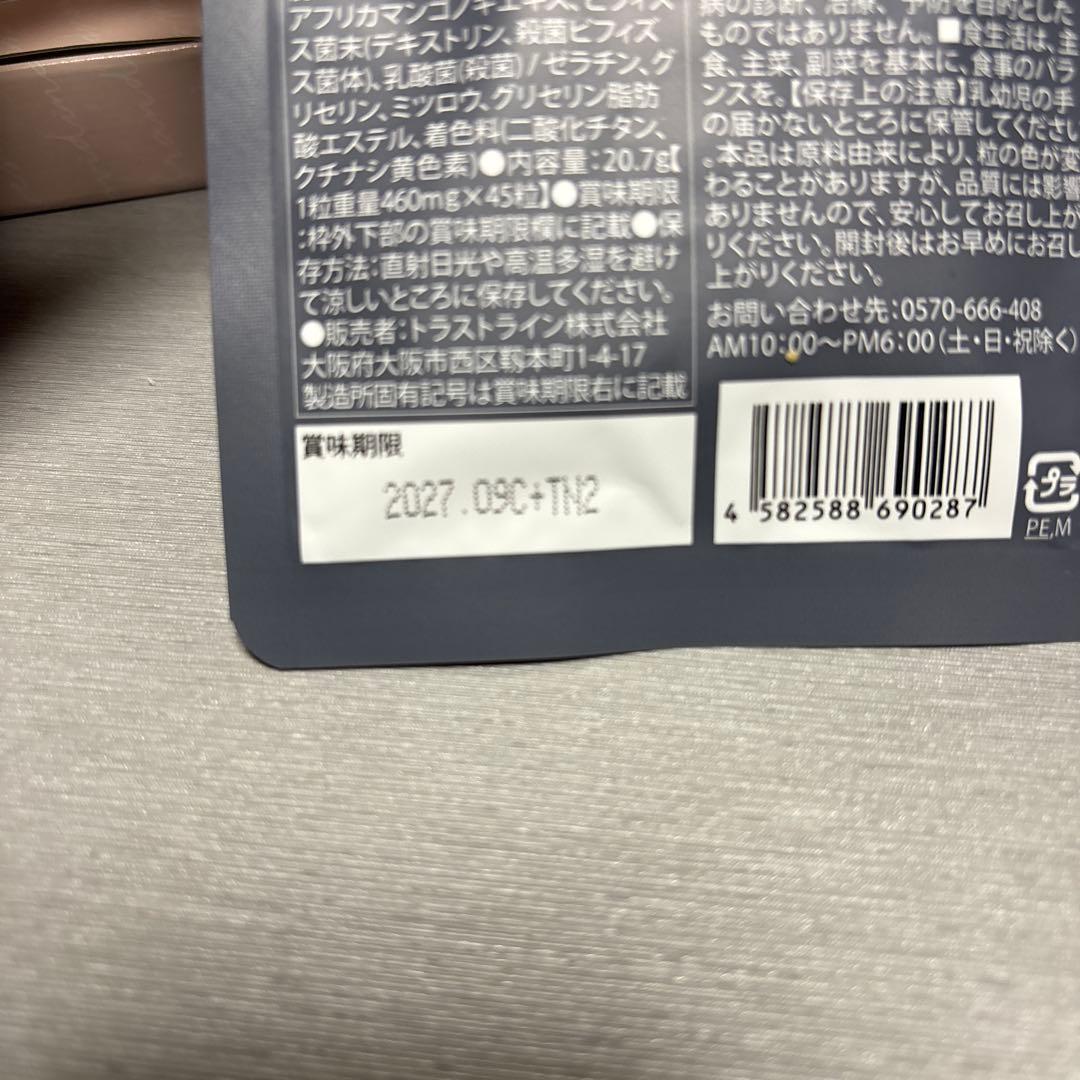 アフリカマンゴノキエキス、ビフィズ
ス菌末(デキストリン、殺菌ビフィズ
ス菌体)、乳酸菌(殺菌)/ゼラチン、グ
リセリン、ミツロウ、グリセリン脂肪
酸エステル、着色料(二酸化チタン、
クチナシ黄色素)●内容量:20.7g【
1粒重量460mg×45粒】●賞味期限
:枠外下部の賞味期限欄に記載●保
存方法:直射日光や高温多湿を避け
て涼しいところに保存してください。
●販売者:トラストライン株式会社
大阪府大阪市西区靱本町1-4-17
製造所固有記号は賞味期限右に記載
賞味期限
2027.09C+TN2
病の診断、治療、予防を目的とした
ものではありません。■食生活は、主
食、主菜、副菜を基本に、食事のバラ
ンスを。【保存上の注意】乳幼児の手
の届かないところに保管してください
。本品は原料由来により、粒の色が変
わることがありますが、品質には影響
ありませんので、安心してお召し上が
りください。開封後はお早めにお召し
上がりください。
お問い合わせ先:0570-666-408
AM10:00〜PM6:00(土・日・祝除く)
4 582588 690287
プラ
PE,M